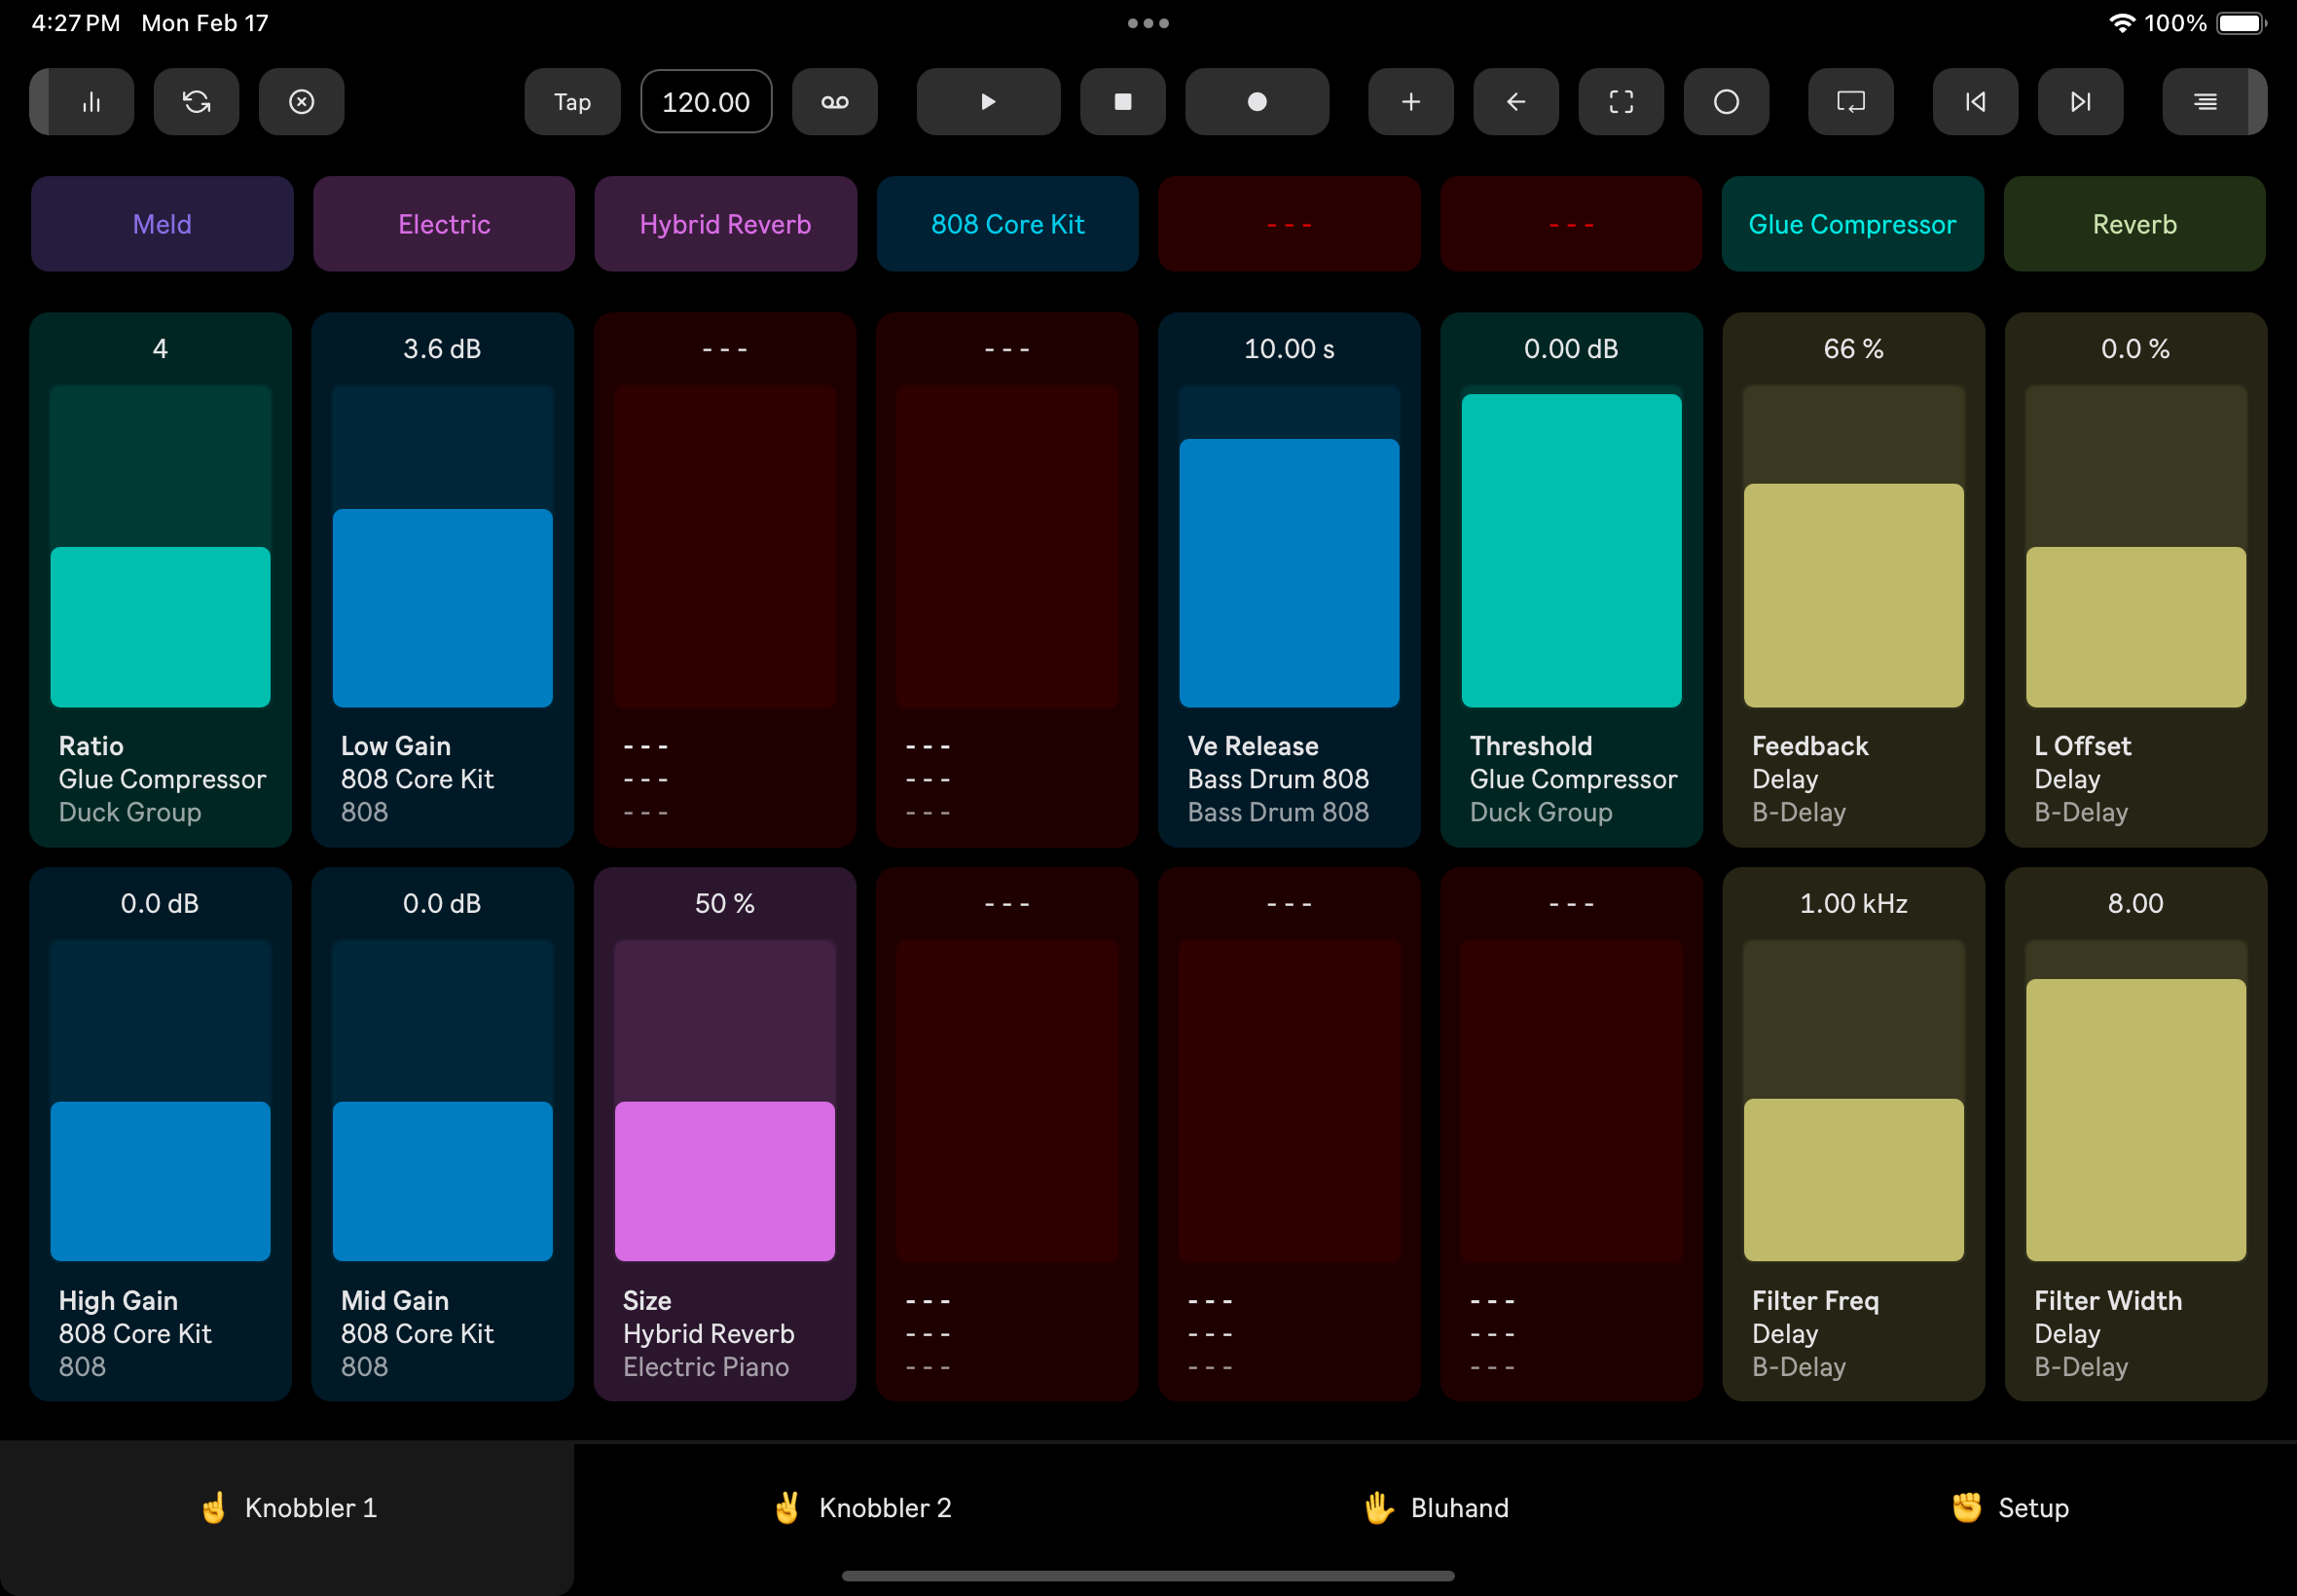 4:27 PM Mon Feb 17
100%
Tap 120.00
Meld
Electric
Hybrid Reverb
808 Core Kit
- - -
- - -
Glue Compressor
Reverb
4
Ratio
Glue Compressor
Duck Group
3.6 dB
Low Gain
808 Core Kit
808
- - -
- - -
- - -
- - -
- - -
- - -
- - -
- - -
10.00 s
Ve Release
Bass Drum 808
Bass Drum 808
0.00 dB
Threshold
Glue Compressor
Duck Group
66 %
Feedback
Delay
B-Delay
0.0 %
L Offset
Delay
B-Delay
0.0 dB
High Gain
808 Core Kit
808
0.0 dB
Mid Gain
808 Core Kit
808
50 %
Size
Hybrid Reverb
Electric Piano
- - -
- - -
- - -
- - -
- - -
- - -
- - -
- - -
- - -
- - -
- - -
- - -
1.00 kHz
Filter Freq
Delay
B-Delay
8.00
Filter Width
Delay
B-Delay
☝️ Knobbler 1
✌️ Knobbler 2
🖐️ Bluhand
✊ Setup